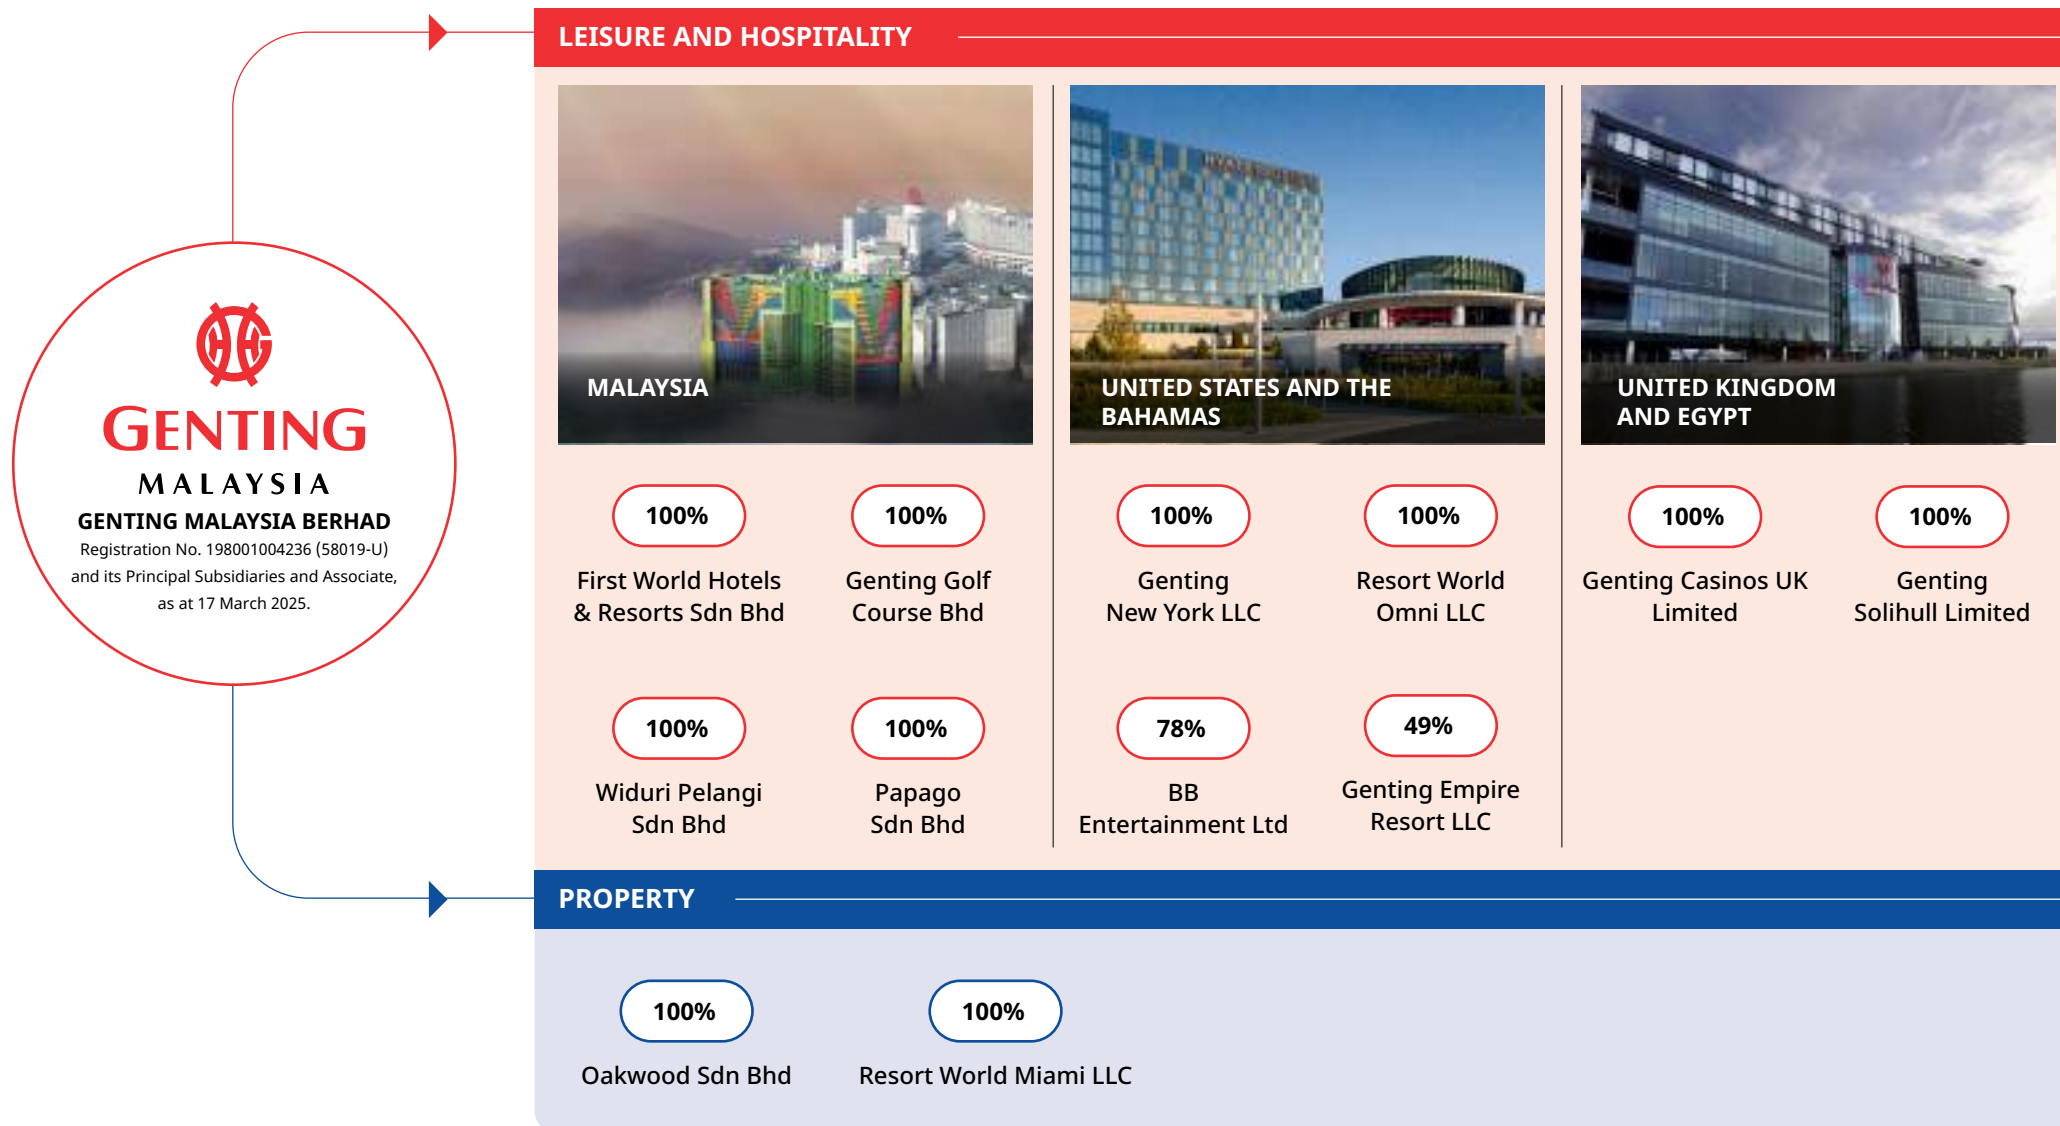 LEISURE AND HOSPITALITY
GENTING
MALAYSIA
GENTING MALAYSIA BERHAD
Registration No. 198001004236 (58019-U)
and its Principal Subsidiaries and Associate,
as at 17 March 2025.
MALAYSIA
100%
First World Hotels
& Resorts Sdn Bhd
100%
Genting Golf
Course Bhd
100%
Widuri Pelangi
Sdn Bhd
100%
Papago
Sdn Bhd
UNITED STATES AND THE
BAHAMAS
100%
Genting
New York LLC
100%
Resort World
Omni LLC
78%
BB
Entertainment Ltd
49%
Genting Empire
Resort LLC
UNITED KINGDOM
AND EGYPT
100%
Genting Casinos UK
Limited
100%
Genting
Solihull Limited
PROPERTY
100%
Oakwood Sdn Bhd
100%
Resort World Miami LLC